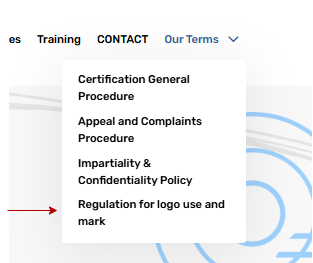 es Training CONTACT Our Terms
Certification General
Procedure
Appeal and Complaints
Procedure
Impartiality &
Confidentiality Policy
Regulation for logo use and
mark